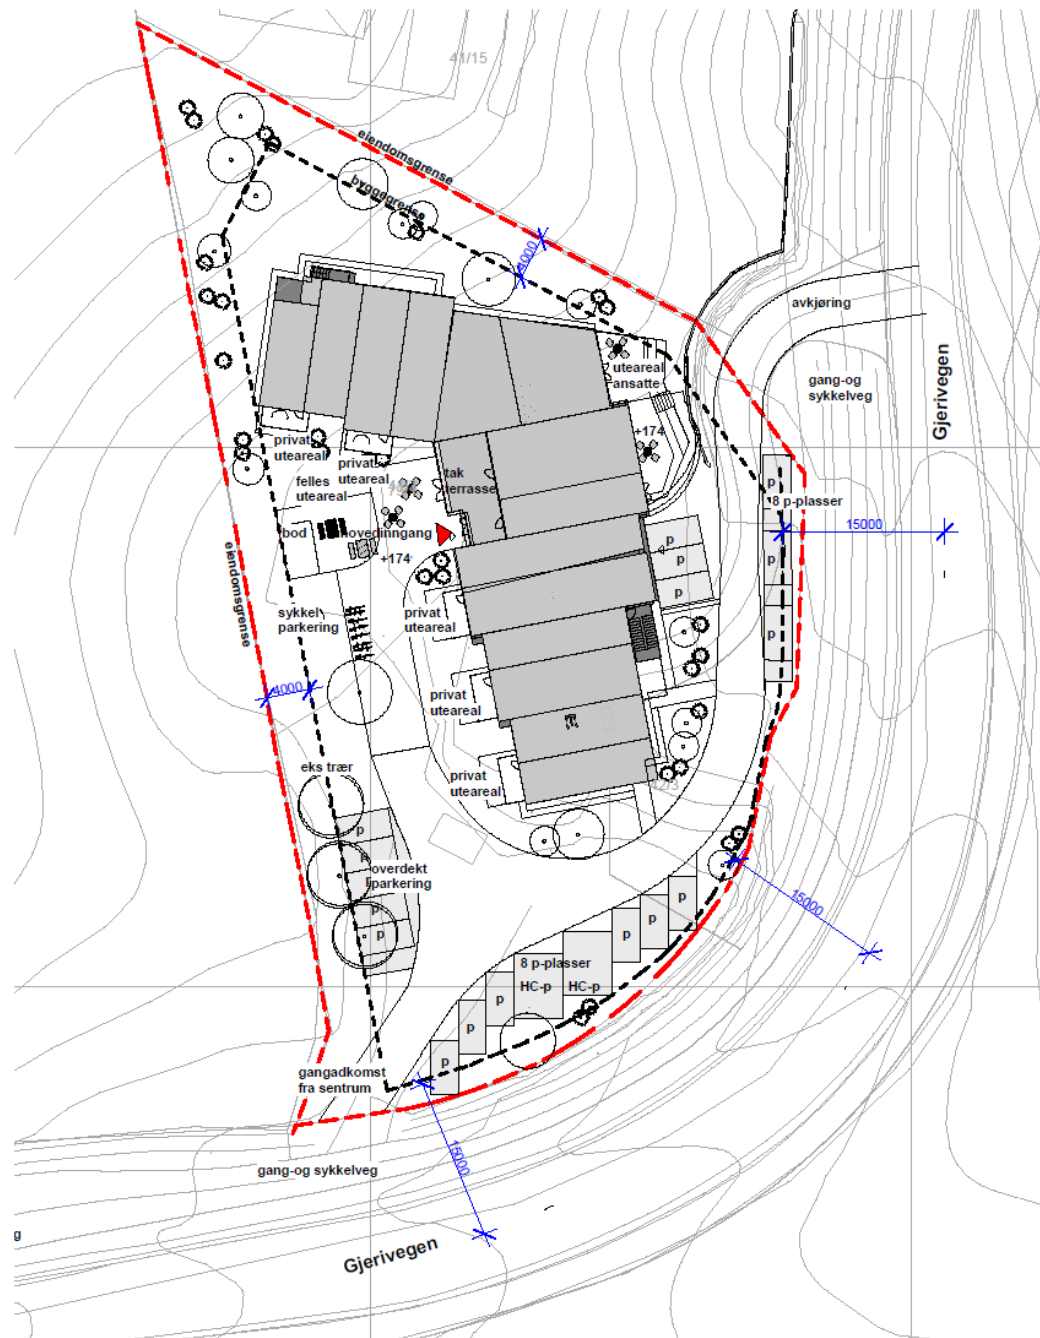 41/15
eiendomsgrense
byggegrense
4000
avkjøring
uteareal
ansatte
gang-og
sykkelveg
Gjerivegen
+174
privat
uteareal
privat
uteareal
felles
uteareal
tak
terrasse
p
8 p-plasser
15000
bod
hovedinngang
+174
p
p
p
p
p
eiendomsgrense
sykkel
parkering
privat
uteareal
4000
privat
uteareal
eks trær
privat
uteareal
42/3
p
p
overdekt
parkering
p
p
p
p
p
15000
8 p-plasser
HC-p
HC-p
p
p
p
gangadkomst
fra sentrum
15000
gang-og sykkelveg
g
Gjerivegen